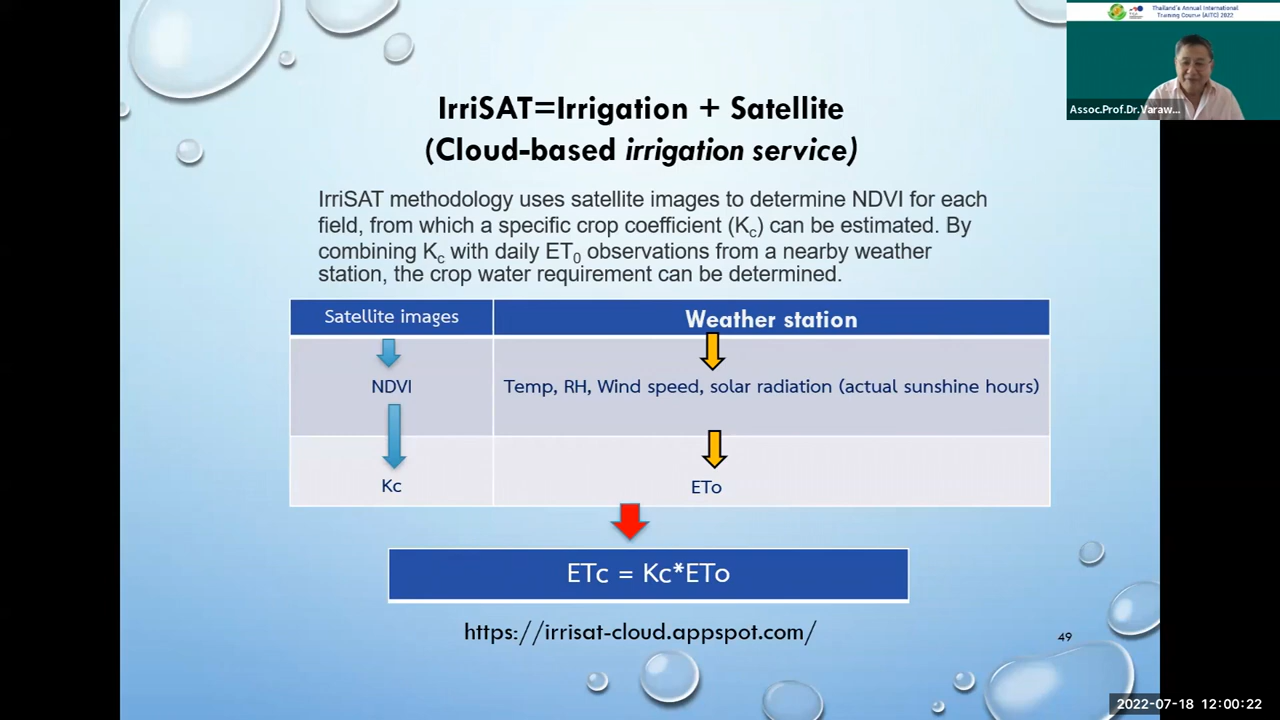 Thailand's Annual International
Training Course (AITC) 2022
Assoc.Prof.Dr.Varaw...
IrriSAT=Irrigation + Satellite
(Cloud-based irrigation service)
IrriSAT methodology uses satellite images to determine NDVI for each
field, from which a specific crop coefficient (Kc) can be estimated. By
combining Kc with daily ET0 observations from a nearby weather
station, the crop water requirement can be determined.
Satellite images
Weather station
NDVI
Temp, RH, Wind speed, solar radiation (actual sunshine hours)
Kc
ETo
ETc = Kc*ETo
https://irrisat-cloud.appspot.com/
49
2022-07-18 12:00:22